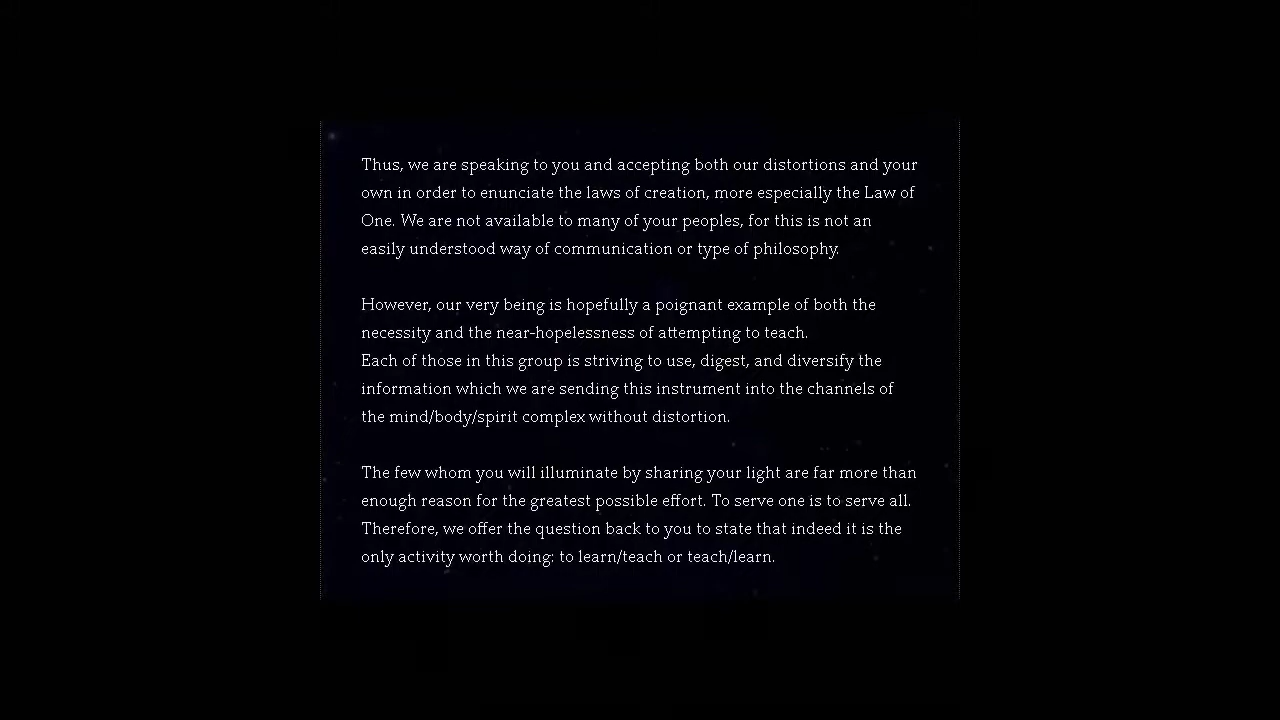 Thus, we are speaking to you and accepting both our distortions and your
own in order to enunciate the laws of creation, more especially the Law of
One. We are not available to many of your peoples, for this is not an
easily understood way of communication or type of philosophy.
However, our very being is hopefully a poignant example of both the
necessity and the near-hopelessness of attempting to teach.
Each of those in this group is striving to use, digest, and diversify the
information which we are sending this instrument into the channels of
the mind/body/spirit complex without distortion.
The few whom you will illuminate by sharing your light are far more than
enough reason for the greatest possible effort. To serve one is to serve all.
Therefore, we offer the question back to you to state that indeed it is the
only activity worth doing: to learn/teach or teach/learn.